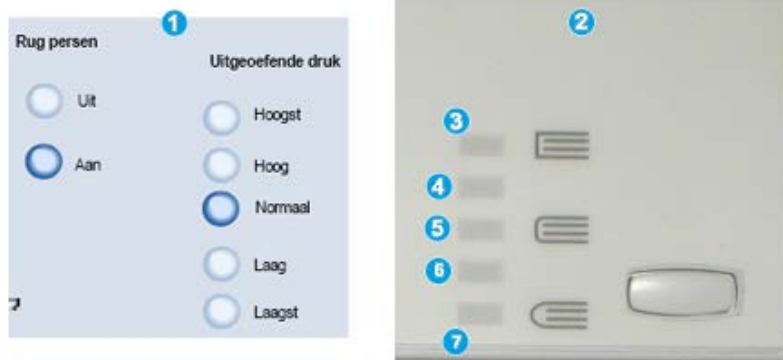 1
Rug persen
Uitgeoefende druk
Uit
Aan
Hoogst
Hoog
Normaal
Laag
Laagst
2
3
4
5
6
7